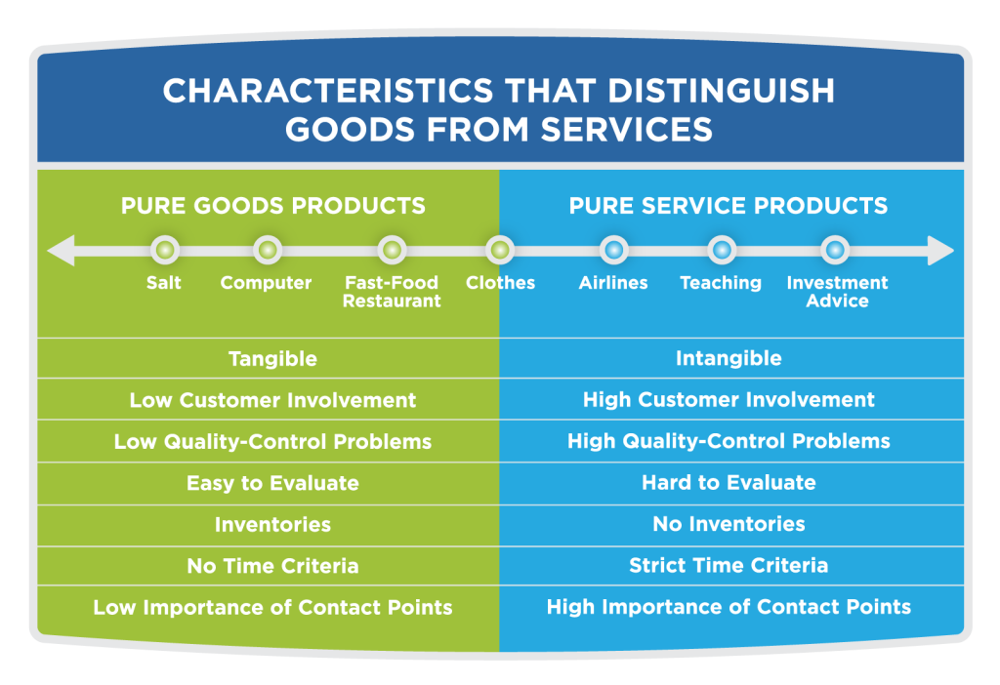 CHARACTERISTICS THAT DISTINGUISH
GOODS FROM SERVICES
PURE GOODS PRODUCTS
PURE SERVICE PRODUCTS
Salt
Computer
Fast-Food
Restaurant
Clothes
Airlines
Teaching
Investment
Advice
Tangible
Intangible
Low Customer Involvement
High Customer Involvement
Low Quality-Control Problems
High Quality-Control Problems
Easy to Evaluate
Hard to Evaluate
Inventories
No Inventories
No Time Criteria
Strict Time Criteria
Low Importance of Contact Points
High Importance of Contact Points